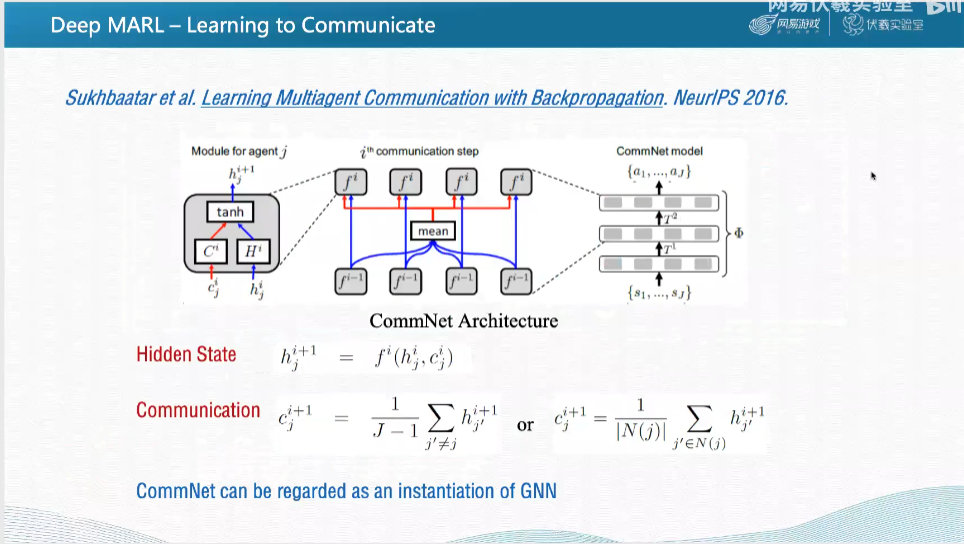 网易伏羲实验室 Bili
Deep MARL – Learning to Communicate
网易游戏 伏羲实验室
Sukhbaatar et al. Learning Multiagent Communication with Backpropagation. NeurIPS 2016.
Module for agent j
i^{th} communication step
CommNet model
h_j^{i+1}
tanh
C^i H^i
c_j^i h_j^i
f^i f^i f^i f^i
mean
f^{i-1} f^{i-1} f^{i-1} f^{i-1}
{a_1, ..., a_J}
T^2
Φ
T^1
{s_1, ..., s_J}
CommNet Architecture
Hidden State h_j^{i+1} = f^i(h_j^i, c_j^i)
Communication c_j^{i+1} = \frac{1}{J-1} \sum_{j'≠j} h_{j'}^{i+1} or c_j^{i+1} = \frac{1}{|N(j)|} \sum_{j'∈N(j)} h_{j'}^{i+1}
CommNet can be regarded as an instantiation of GNN